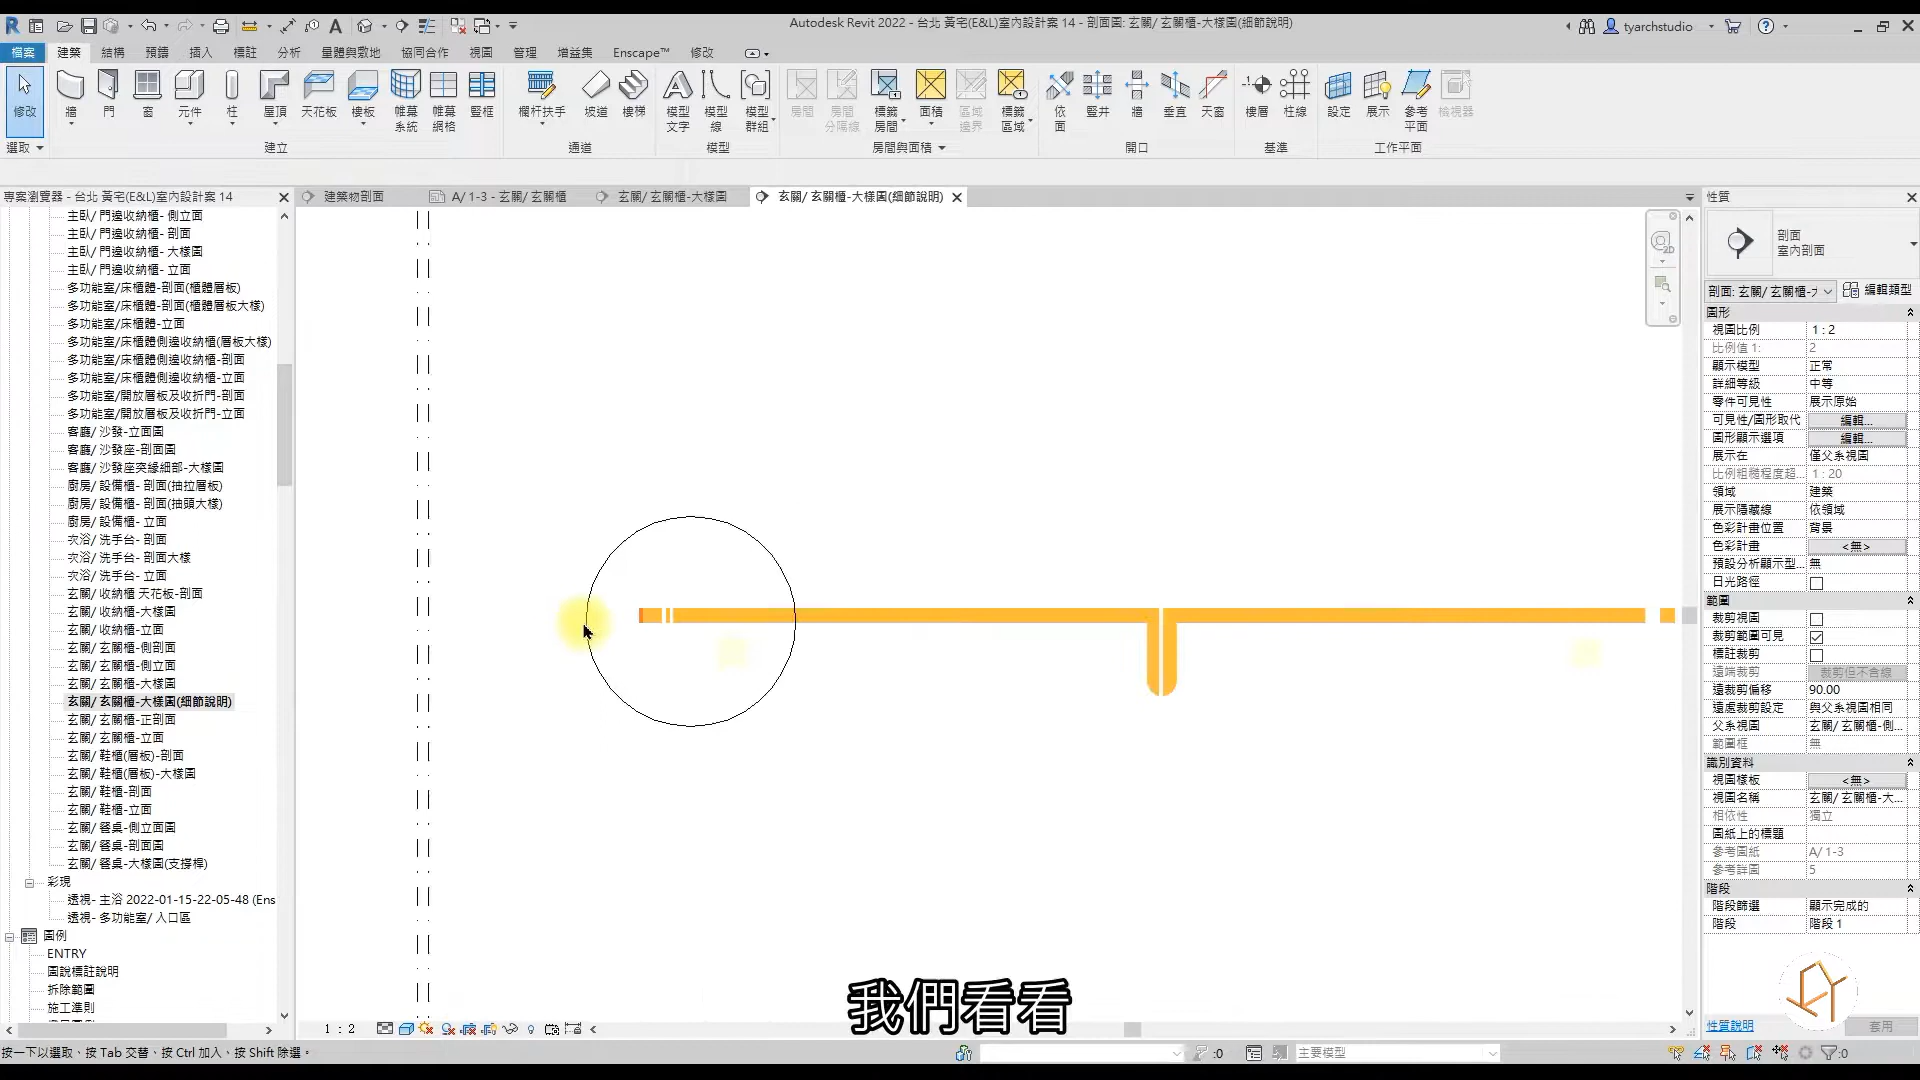 Autodesk Revit 2022 - 台北 黃宅(E&L)室內設計案 14 - 剖面圖: 玄關/ 玄關櫃-大樣圖(細節說明)
tyarchstudio
檔案 建築 結構 預鑄 插入 標註 分析 量體與敷地 協同合作 視圖 管理 增益集 Enscape™ 修改
修改 牆 門 窗 元件 柱 屋頂 天花板 樓板 帷幕系統 帷幕網格 豎框 欄杆扶手 坡道 樓梯 模型文字 模型線 模型群組 房間 房間分隔線 標籤房間 面積 區域邊界 標籤區域 依面 豎井 牆 垂直 天窗 樓層 柱線 設定 展示 參考平面 檢視器
選取 建立 通道 模型 房間與面積 開口 基準 工作平面
專案瀏覽器 - 台北 黃宅(E&L)室內設計案 14
建築物剖面
A/ 1-3 - 玄關/ 玄關櫃
玄關/ 玄關櫃-大樣圖
玄關/ 玄關櫃-大樣圖(細節說明)
主臥/ 門邊收納櫃- 側立面
主臥/ 門邊收納櫃- 剖面
主臥/ 門邊收納櫃- 大樣圖
主臥/ 門邊收納櫃- 立面
多功能室/床櫃體-剖面(櫃體層板)
多功能室/床櫃體-剖面(櫃體層板大樣)
多功能室/床櫃體-立面
多功能室/床櫃體側邊收納櫃(層板大樣)
多功能室/床櫃體側邊收納櫃-剖面
多功能室/床櫃體側邊收納櫃-立面
多功能室/開放層板及收折門-剖面
多功能室/開放層板及收折門-立面
客廳/ 沙發-立面圖
客廳/ 沙發座-剖面圖
客廳/ 沙發座突緣細部-大樣圖
廚房/ 設備櫃- 剖面(抽拉層板)
廚房/ 設備櫃- 剖面(抽頭大樣)
廚房/ 設備櫃- 立面
次浴/ 洗手台- 剖面
次浴/ 洗手台- 剖面大樣
次浴/ 洗手台- 立面
玄關/ 收納櫃 天花板-剖面
玄關/ 收納櫃-大樣圖
玄關/ 收納櫃-立面
玄關/ 玄關櫃-側剖面
玄關/ 玄關櫃-側立面
玄關/ 玄關櫃-大樣圖
玄關/ 玄關櫃-大樣圖(細節說明)
玄關/ 玄關櫃-正剖面
玄關/ 玄關櫃-立面
玄關/ 鞋櫃(層板)-剖面
玄關/ 鞋櫃(層板)-大樣圖
玄關/ 鞋櫃-剖面
玄關/ 鞋櫃-立面
玄關/ 餐桌-側立面圖
玄關/ 餐桌-剖面圖
玄關/ 餐桌-大樣圖(支撐桿)
彩現
透視- 主浴 2022-01-15-22-05-48 (Ens
透視- 多功能室/ 入口區
圖例
ENTRY
圖說標註說明
拆除範圍
施工準則
性質
剖面
室內剖面
剖面: 玄關/ 玄關櫃-大 編輯類型
圖形
視圖比例 1 : 2
比例值 1: 2
顯示模型 正常
詳細等級 中等
零件可見性 展示原始
可見性/圖形取代 編輯...
圖形顯示選項 編輯...
展示在 僅父系視圖
比例粗糙程度超... 1 : 20
領域 建築
展示隱藏線 依領域
色彩計畫位置 背景
色彩計畫 <無>
預設分析顯示型... 無
日光路徑
範圍
裁剪視圖
裁剪範圍可見
標註裁剪
遠端裁剪 裁剪但不含線
遠裁剪偏移 90.00
遠處裁剪設定 與父系視圖相同
父系視圖 玄關/ 玄關櫃-側...
範圍框 無
識別資料
視圖樣板 <無>
視圖名稱 玄關/ 玄關櫃-大...
相依性 獨立
圖紙上的標題
參考圖紙 A/ 1-3
參考詳圖 5
階段
階段篩選 顯示完成的
階段 階段 1
性質說明 套用
我們看看
1 : 2
按一下以選取、按 Tab 交替、按 Ctrl 加入、按 Shift 除選。
:0
主要模型
:0